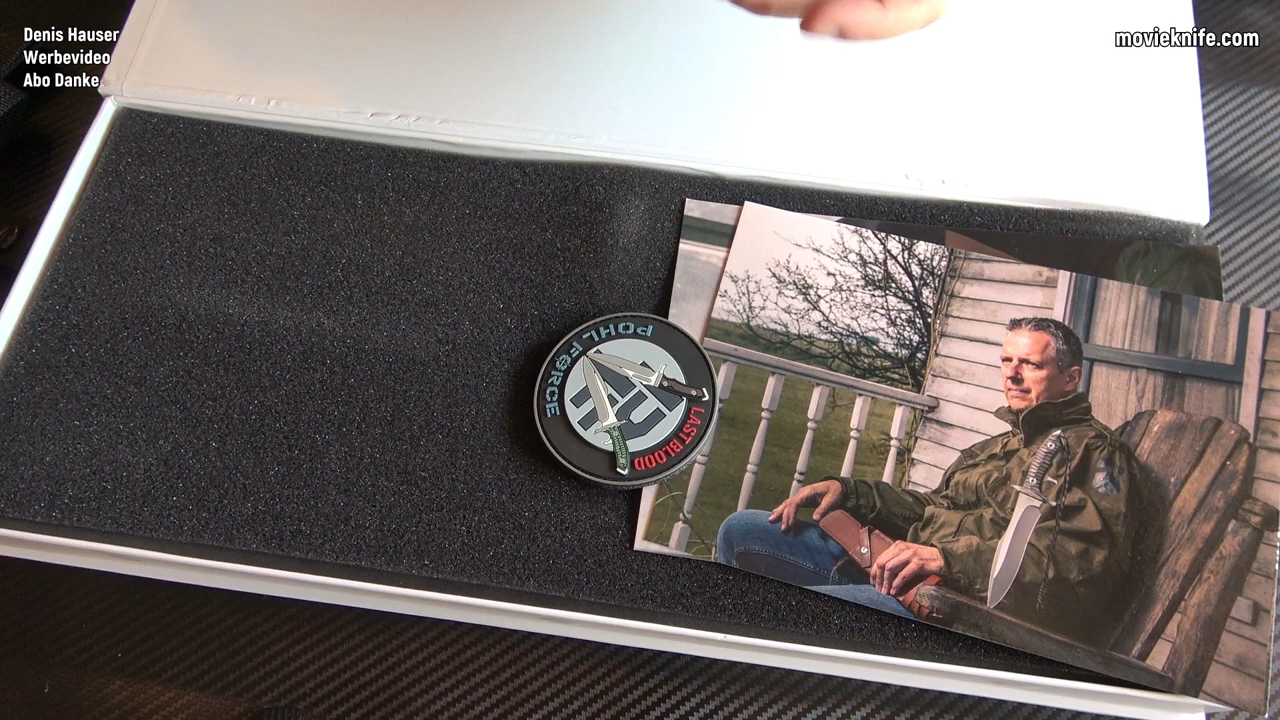 Denis Hauser
Werbevideo
Abo Danke
movieknife.com
POHL FORCE
LAST BLOOD